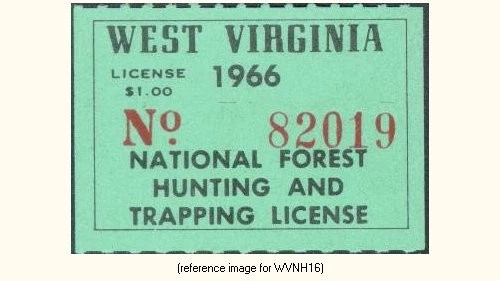 WEST VIRGINIA
LICENSE 1966
$1.00
No 82019
NATIONAL FOREST
HUNTING AND
TRAPPING LICENSE
(reference image for WVNH16)